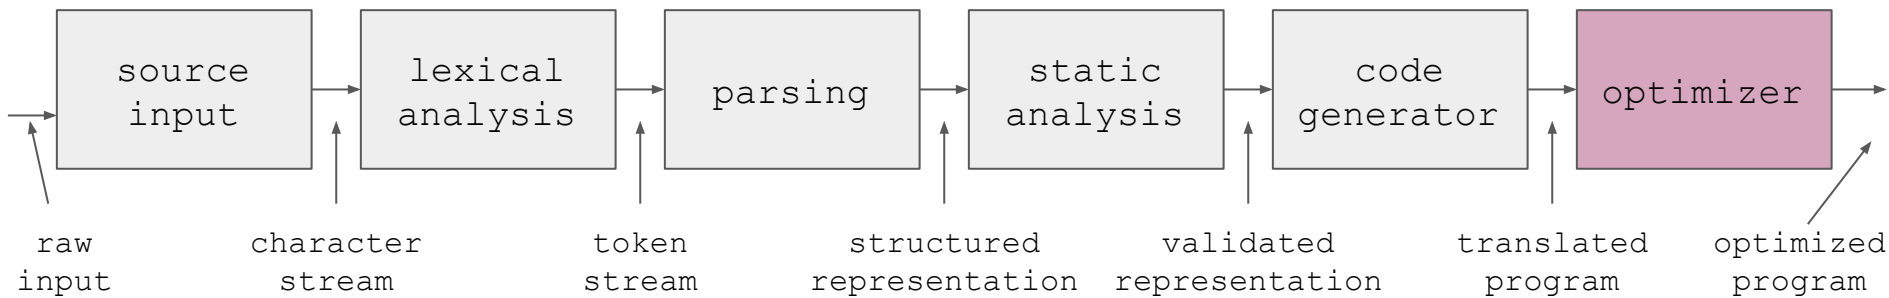 source
input
lexical
analysis
parsing
static
analysis
code
generator
optimizer
raw
input
character
stream
token
stream
structured
representation
validated
representation
translated
program
optimized
program